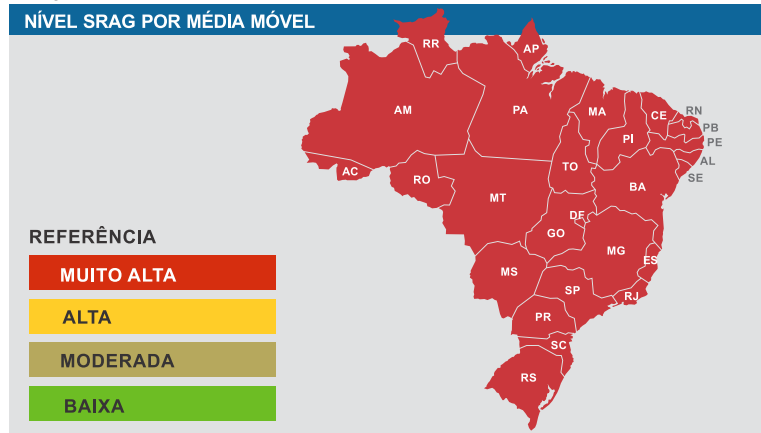 NÍVEL SRAG POR MÉDIA MÓVEL
RR
AP
AM
PA
MA
CE
RN
PB
PE
AL
SE
PI
AC
RO
TO
BA
MT
DF
GO
MG
ES
MS
SP
RJ
PR
SC
RS
REFERÊNCIA
MUITO ALTA
ALTA
MODERADA
BAIXA